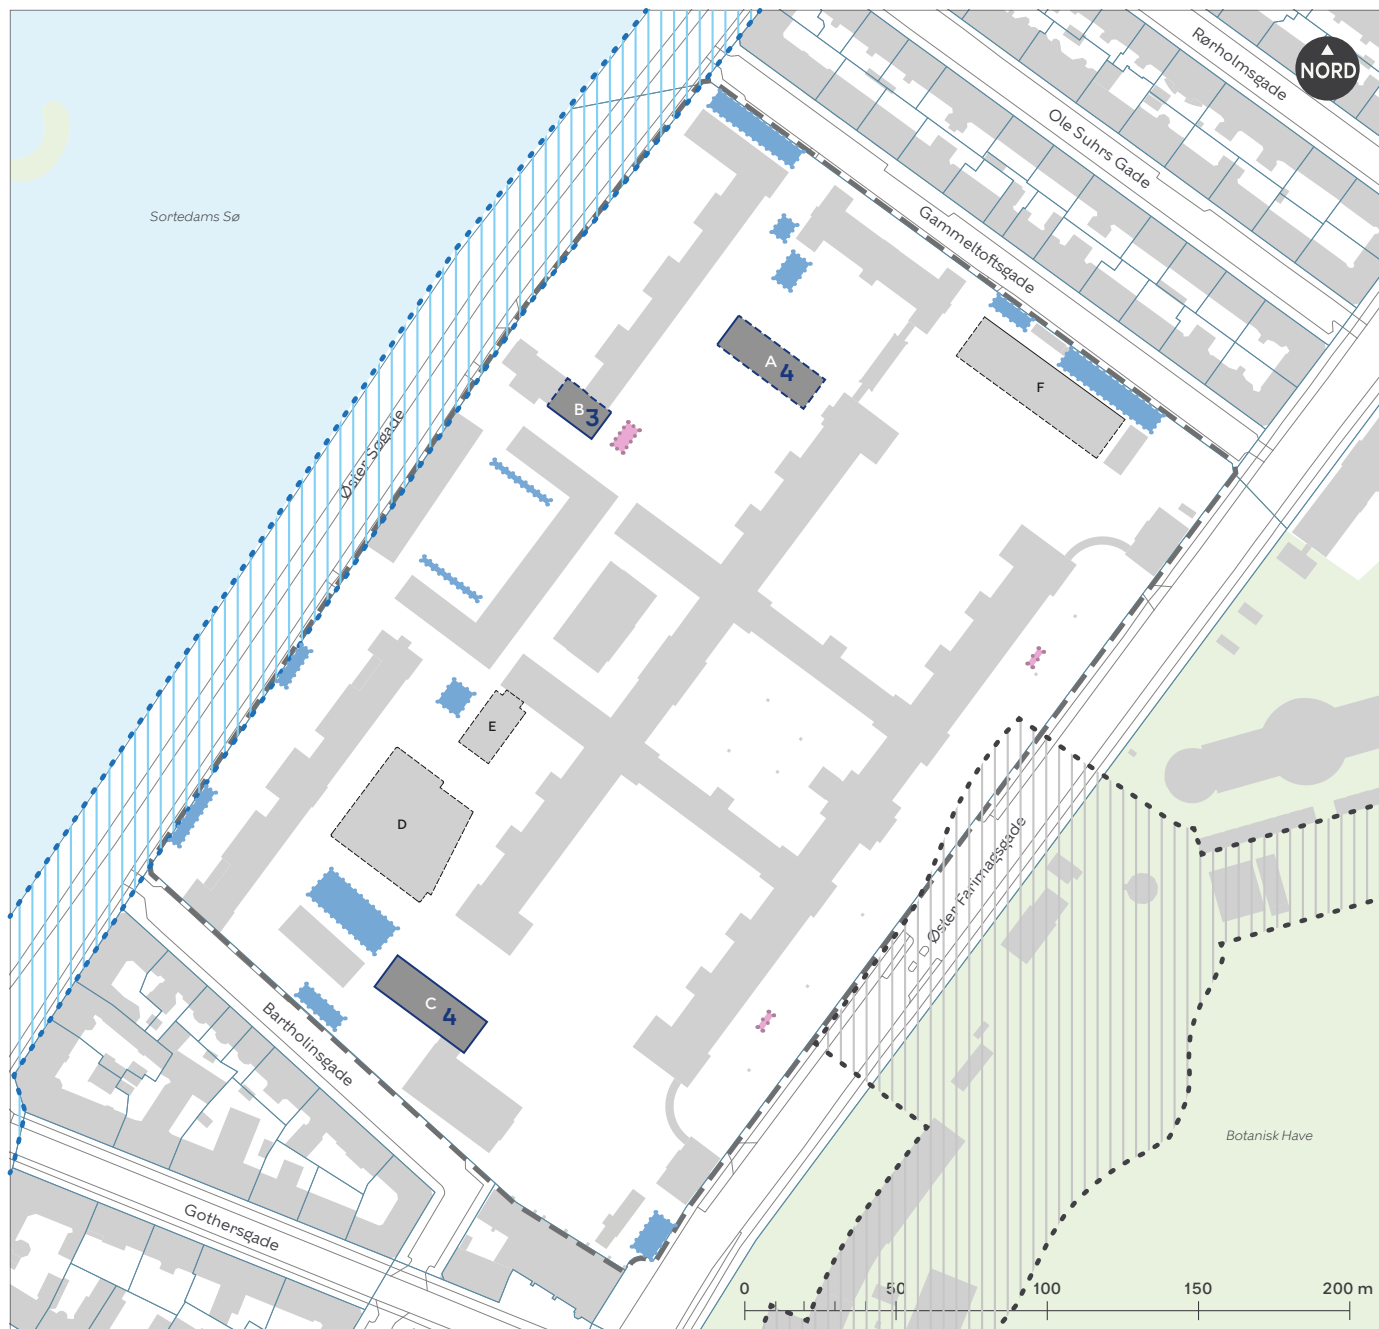 Rørholmsgade
NORD
Ole Suhrs Gade
Sortedams Sø
Gammeltoftsgade
A 4
F
B 3
Øster Søgade
E
D
Øster Farimagsgade
C 4
Bartholinsgade
Botanisk Have
Gothersgade
0 50 100 150 200 m